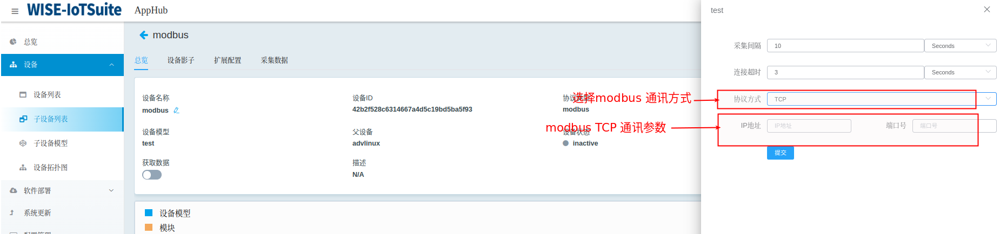 WISE-IoTSuite
AppHub
总览
设备
设备列表
子设备列表
子设备模型
设备拓扑图
软件部署
系统更新
modbus
总览 设备影子 扩展配置 采集数据
设备名称
modbus
设备ID
42b2f528c6314667a4d5c19bd5ba5f93
协议类型
modbus
设备模型
test
父设备
advlinux
设备状态
inactive
获取数据
描述
N/A
设备模型
模块
选择modbus 通讯方式
modbus TCP 通讯参数
test
采集间隔 10 Seconds
连接超时 3 Seconds
协议方式 TCP
IP地址 IP地址 端口号 端口号
提交